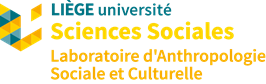 LIÈGE université
Sciences Sociales
Laboratoire d'Anthropologie
Sociale et Culturelle